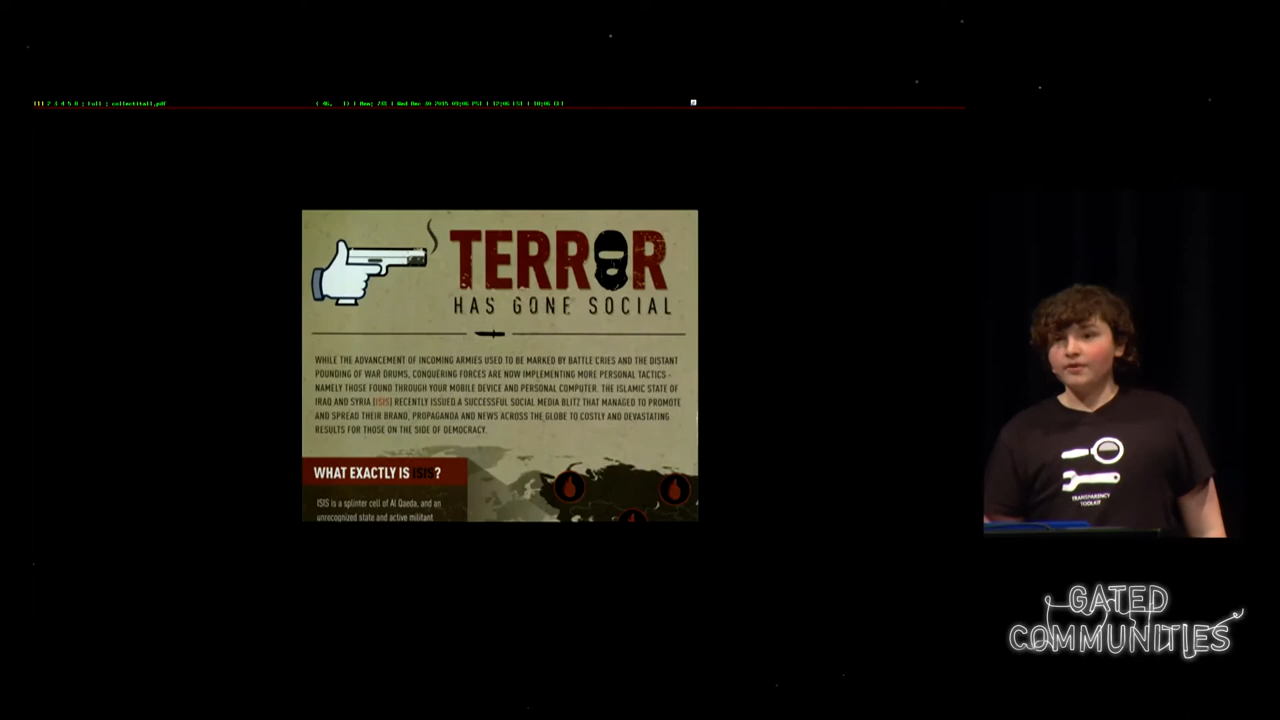 TERROR
HAS GONE SOCIAL
WHILE THE ADVANCEMENT OF INCOMING ARMIES USED TO BE MARKED BY BATTLE CRIES AND THE DISTANT
POUNDING OF WAR DRUMS, CONQUERING FORCES ARE NOW IMPLEMENTING MORE PERSONAL TACTICS -
NAMELY THOSE FOUND THROUGH YOUR MOBILE DEVICE AND PERSONAL COMPUTER. THE ISLAMIC STATE OF
IRAQ AND SYRIA [ISIS] RECENTLY ISSUED A SUCCESSFUL SOCIAL MEDIA BLITZ THAT MANAGED TO PROMOTE
AND SPREAD THEIR BRAND, PROPAGANDA AND NEWS ACROSS THE GLOBE TO COSTLY AND DEVASTATING
RESULTS FOR THOSE ON THE SIDE OF DEMOCRACY.
WHAT EXACTLY IS ISIS?
ISIS is a splinter cell of Al Qaeda, and an
unrecognized state and active militant
TRANSPARENCY
TOOLKIT
GATED
COMMUNITIES